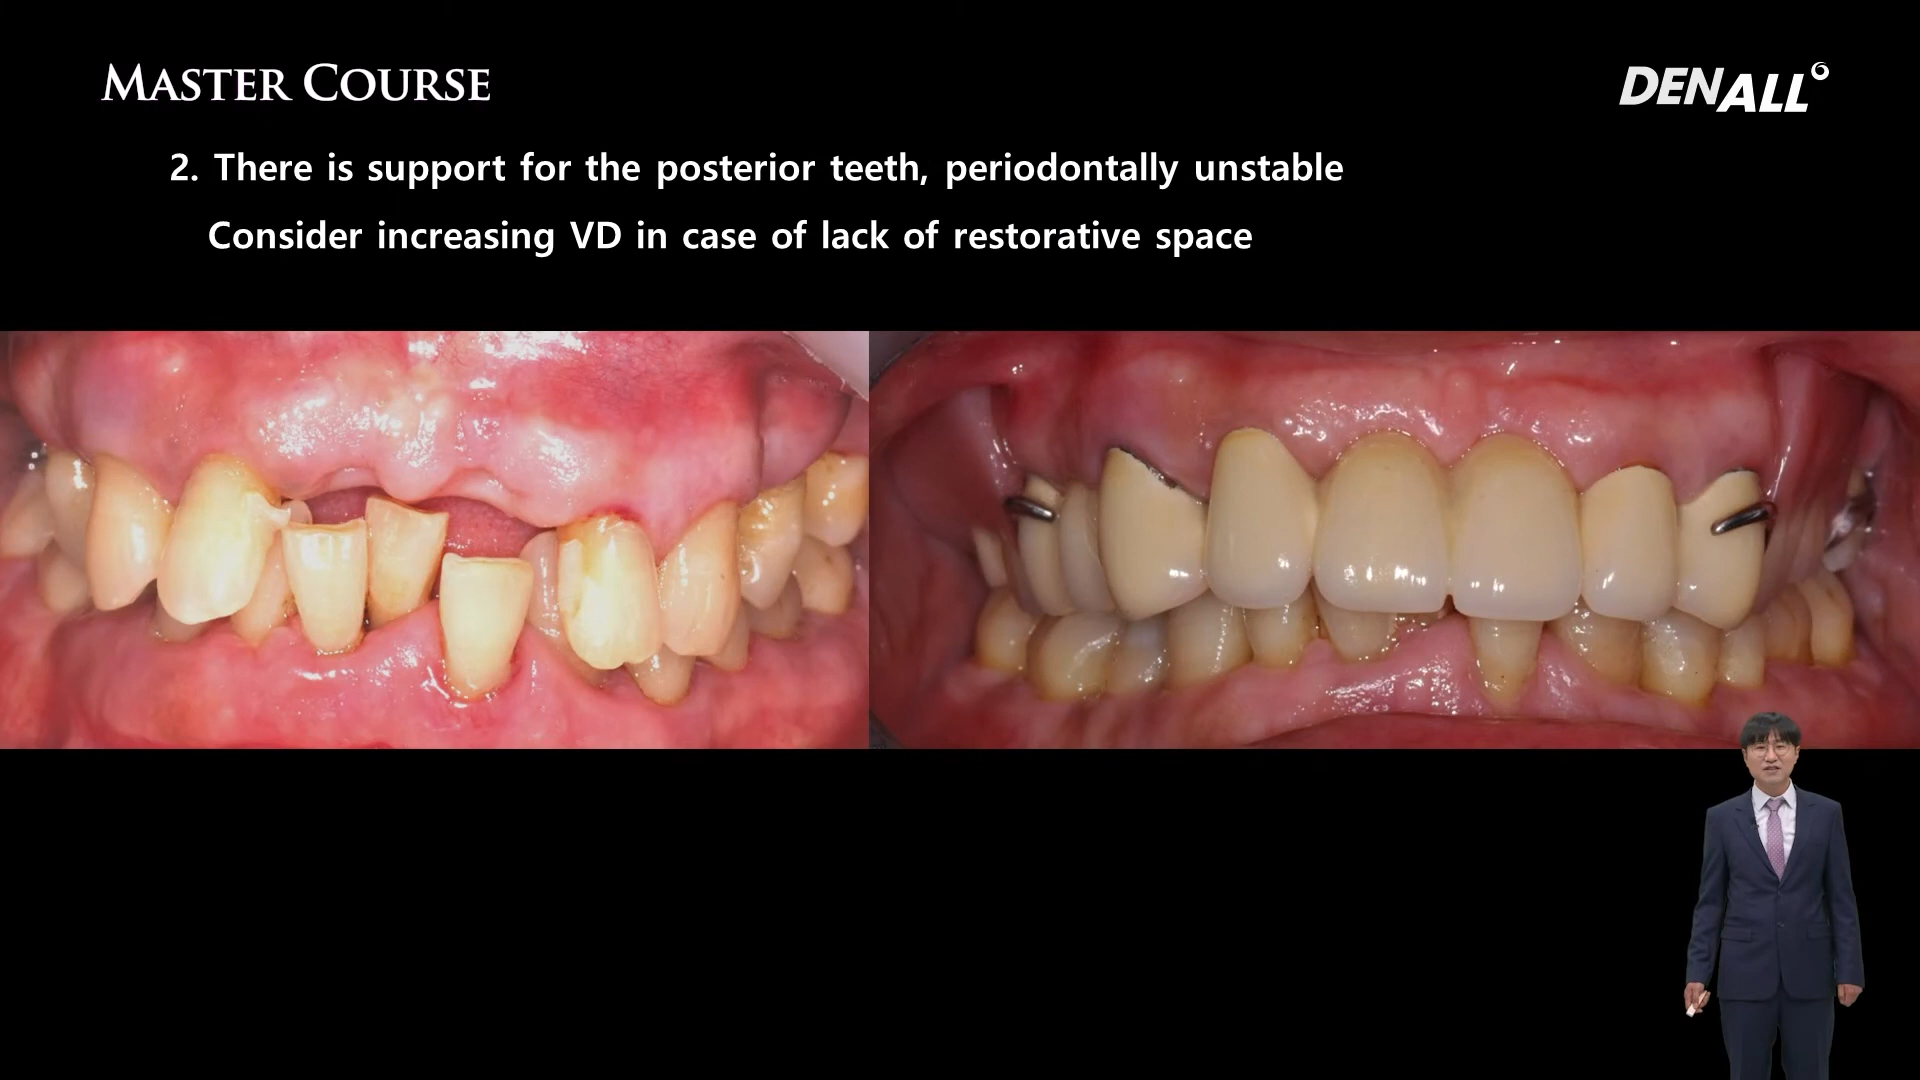 MASTER COURSE
DENALL
2. There is support for the posterior teeth, periodontally unstable
Consider increasing VD in case of lack of restorative space